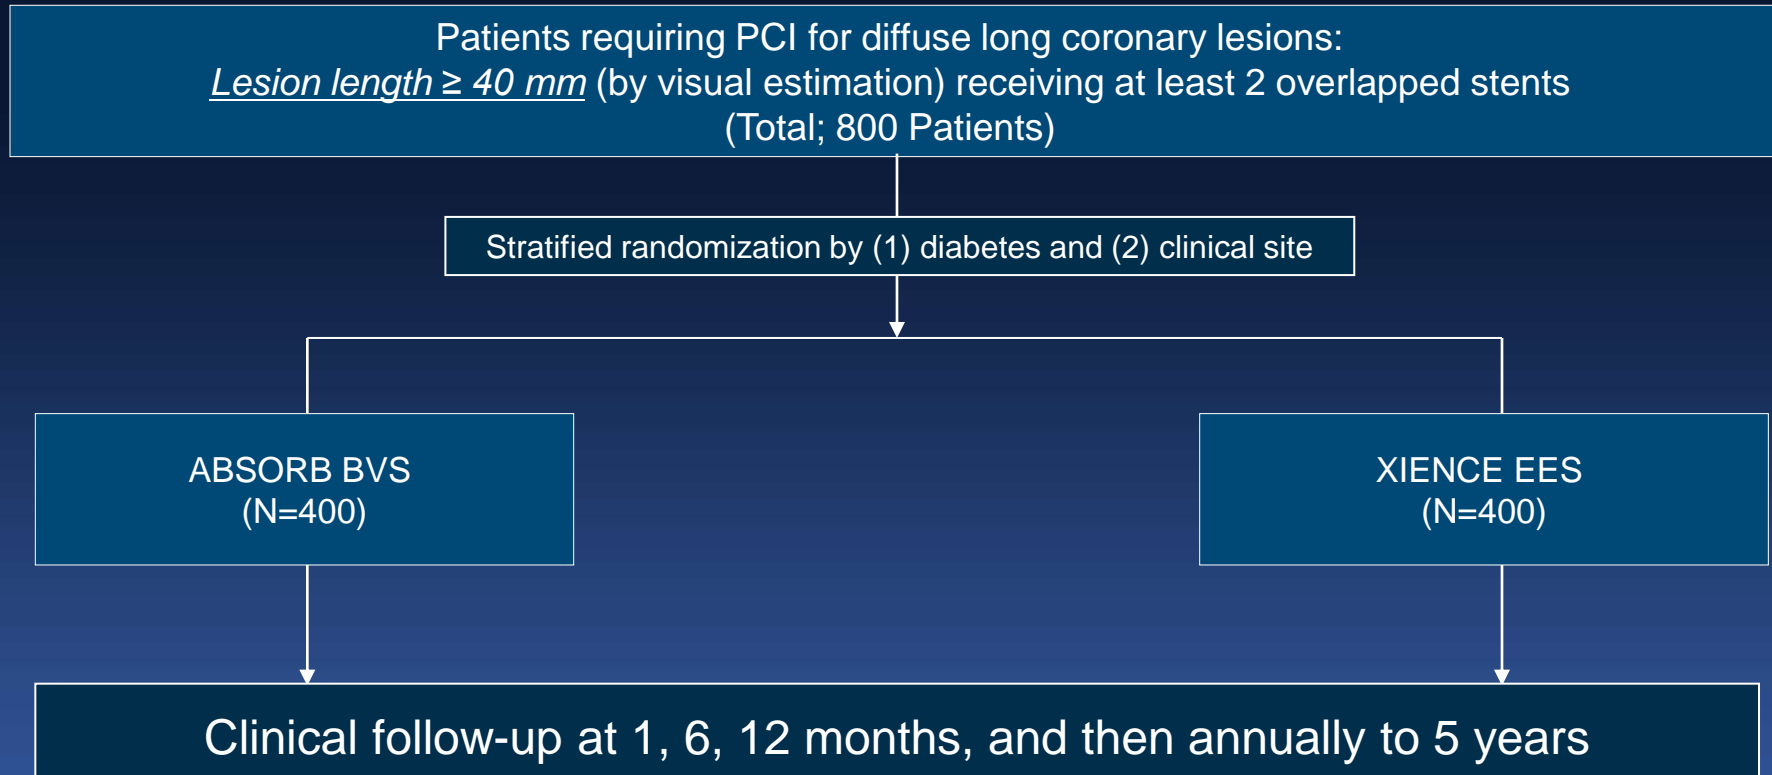 Patients requiring PCI for diffuse long coronary lesions:
Lesion length ≥ 40 mm (by visual estimation) receiving at least 2 overlapped stents
(Total; 800 Patients)
Stratified randomization by (1) diabetes and (2) clinical site
ABSORB BVS
(N=400)
XIENCE EES
(N=400)
Clinical follow-up at 1, 6, 12 months, and then annually to 5 years